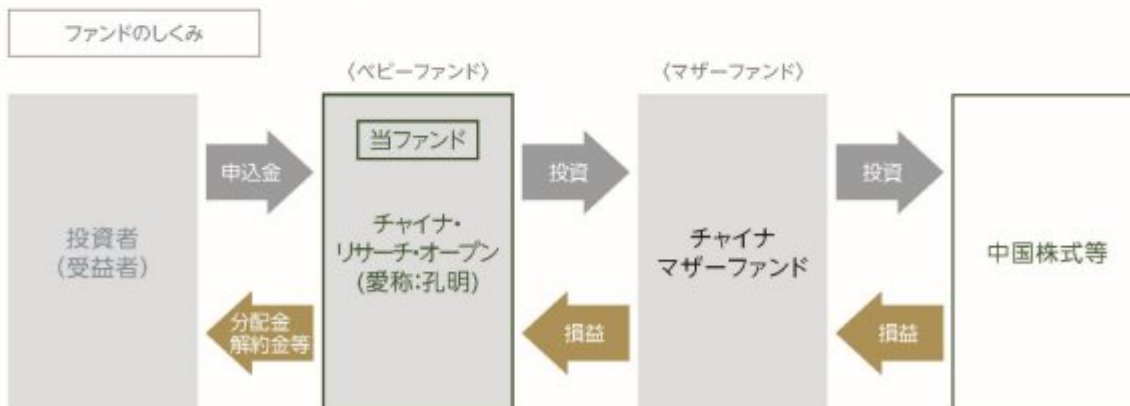 ファンドのしくみ
〈ベビーファンド〉
〈マザーファンド〉
投資者
(受益者)
申込金
分配金
解約金等
当ファンド
チャイナ・
リサーチ・オープン
(愛称:孔明)
投資
損益
チャイナ
マザーファンド
投資
損益
中国株式等